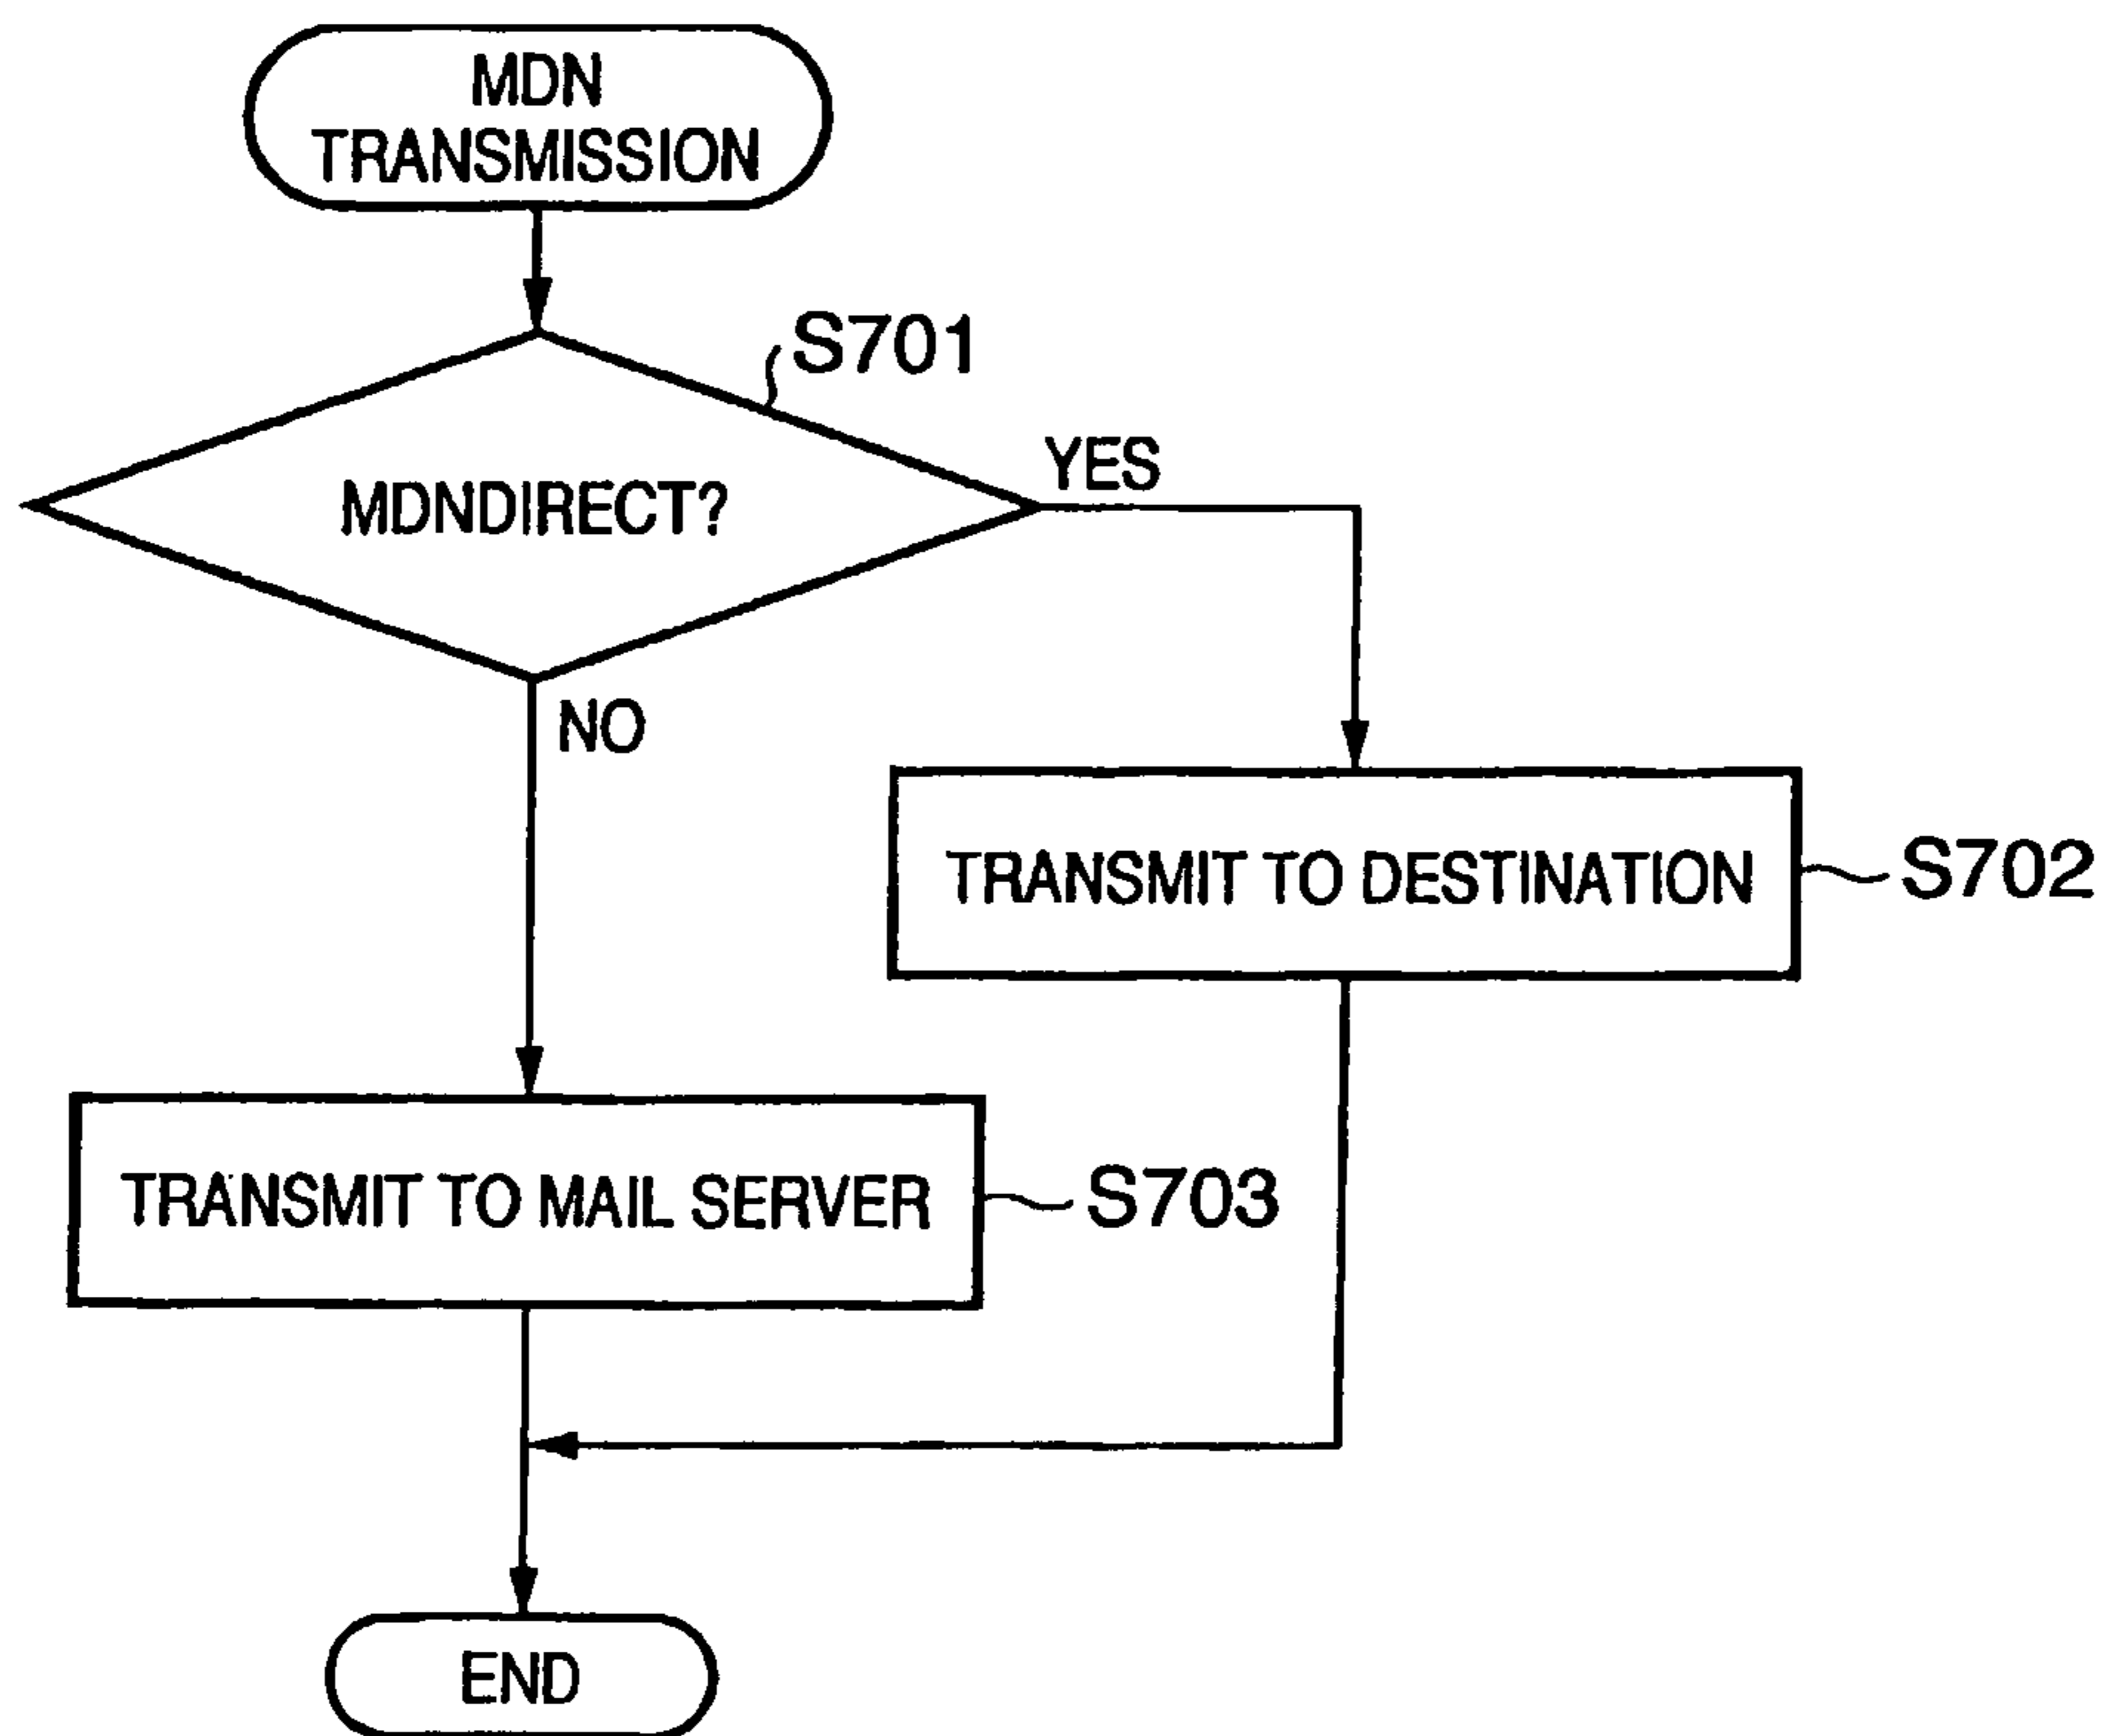 MDN
TRANSMISSION
S701
MDNDIRECT?
YES
NO
TRANSMIT TO DESTINATION
S702
TRANSMIT TO MAIL SERVER
S703
END